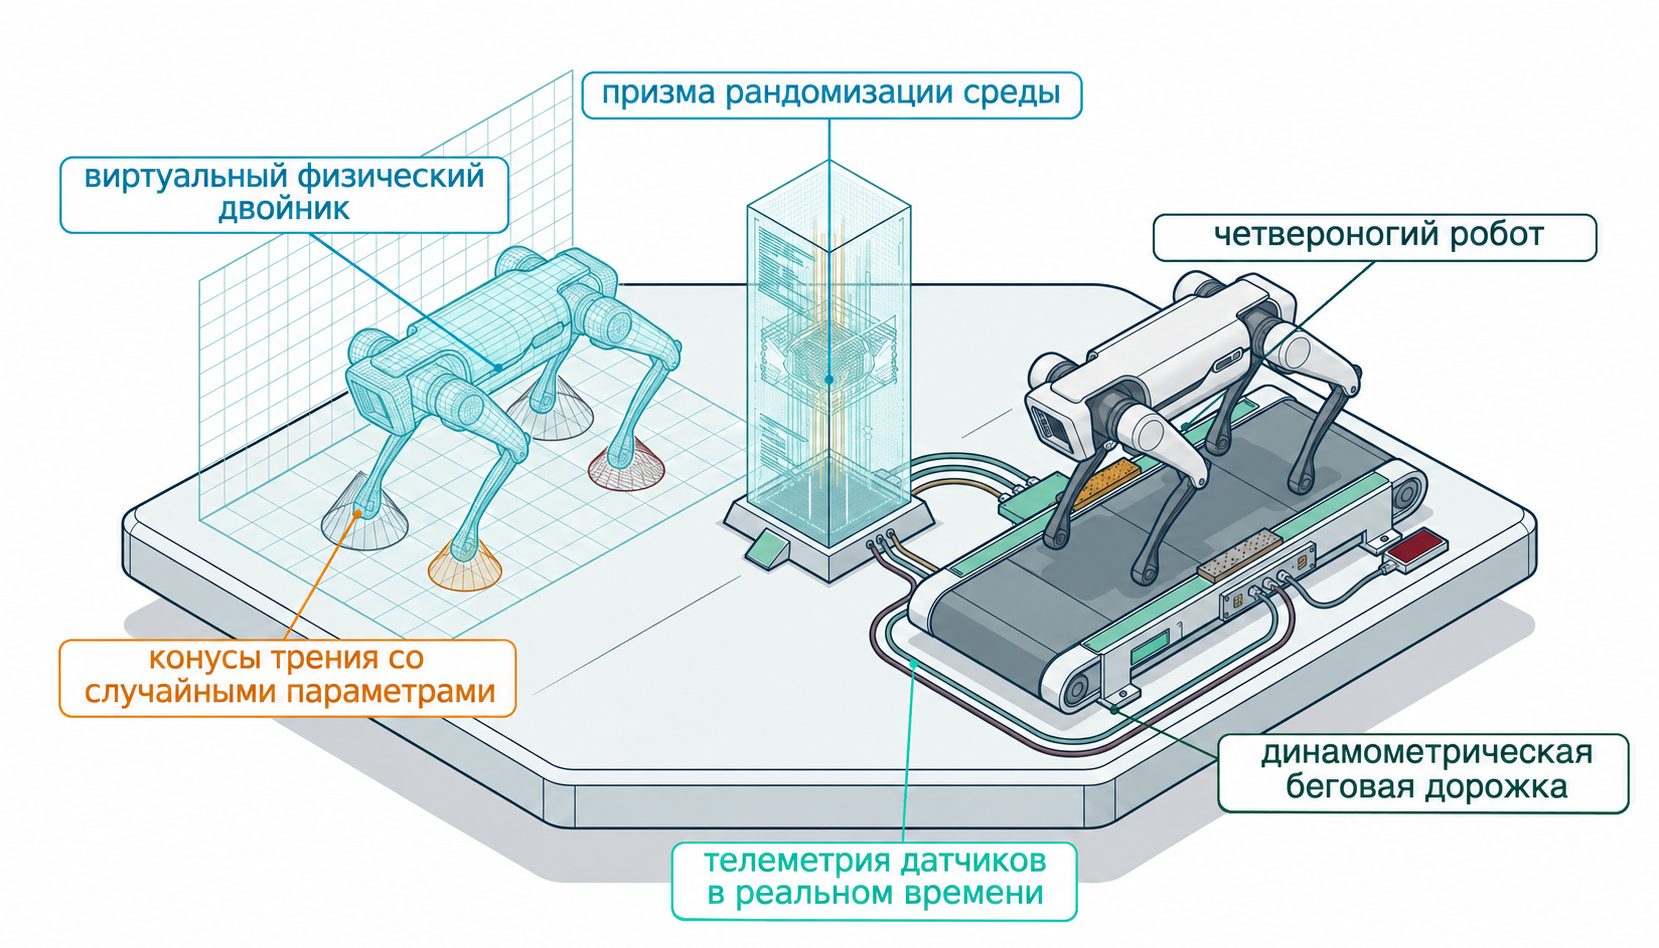 призма рандомизации среды
виртуальный физический
двойник
четвероногий робот
конусы трения со
случайными параметрами
динамометрическая
беговая дорожка
телеметрия датчиков
в реальном времени